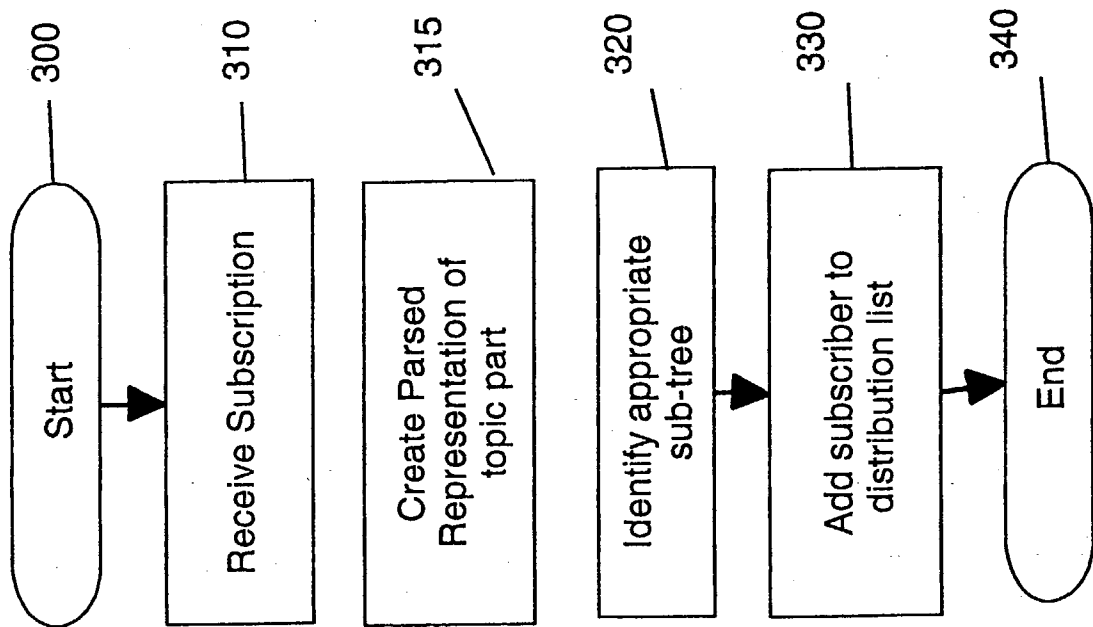 Start
300
Receive Subscription
310
Create Parsed
Representation of
topic part
315
Identify appropriate
sub-tree
320
Add subscriber to
distribution list
330
End
340